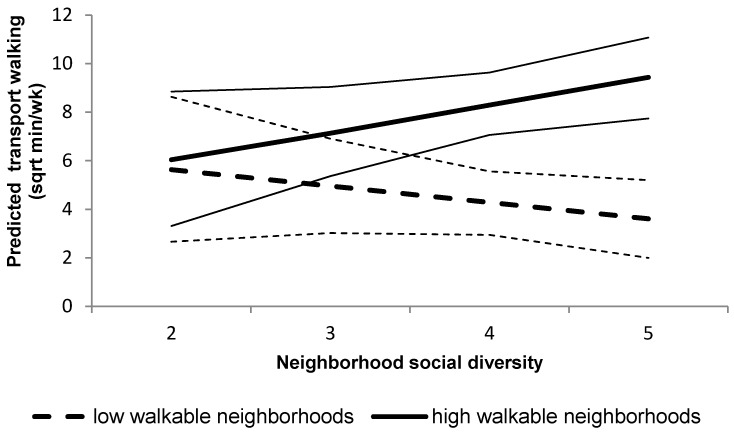 12
10
8
6
4
2
0
Predicted transport walking
(sqrt min/wk)
2 3 4 5
Neighborhood social diversity
low walkable neighborhoods high walkable neighborhoods